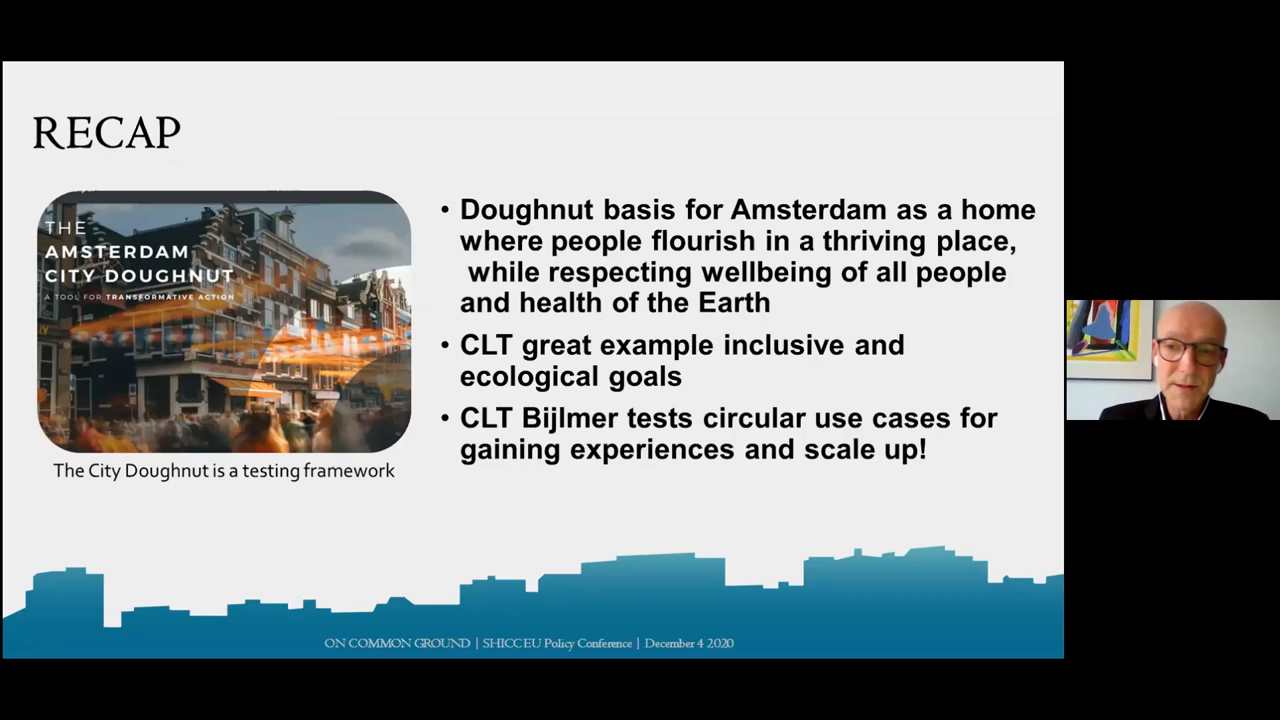 RECAP
THE
AMSTERDAM
CITY DOUGHNUT
A TOOL FOR TRANSFORMATIVE ACTION
The City Doughnut is a testing framework
• Doughnut basis for Amsterdam as a home
where people flourish in a thriving place,
while respecting wellbeing of all people
and health of the Earth
• CLT great example inclusive and
ecological goals
• CLT Bijlmer tests circular use cases for
gaining experiences and scale up!
ON COMMON GROUND | SHICC EU Policy Conference | December 4 2020